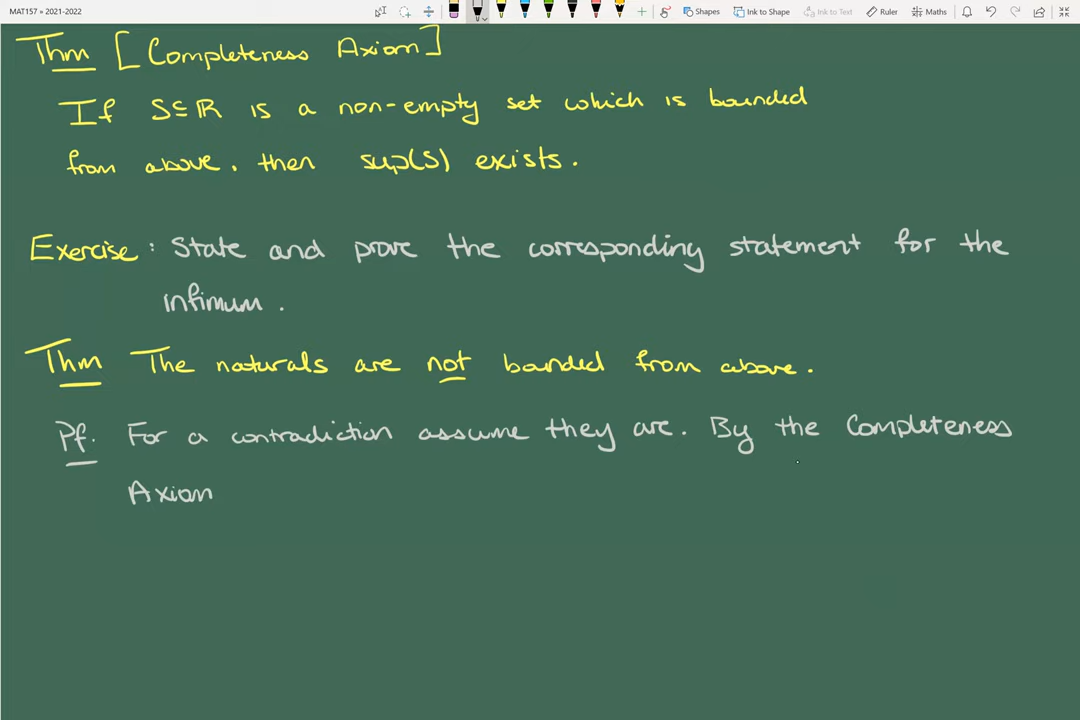 MAT157 » 2021-2022
Shapes Ink to Shape Ink to Text Ruler Maths
Thm [Completeness Axiom]
If S⊆ℝ is a non-empty set which is bounded
from above, then sup(S) exists.
Exercise: State and prove the corresponding statement for the
infimum.
Thm The naturals are not bounded from above.
Pf. For a contradiction assume they are. By the Completeness
Axiom